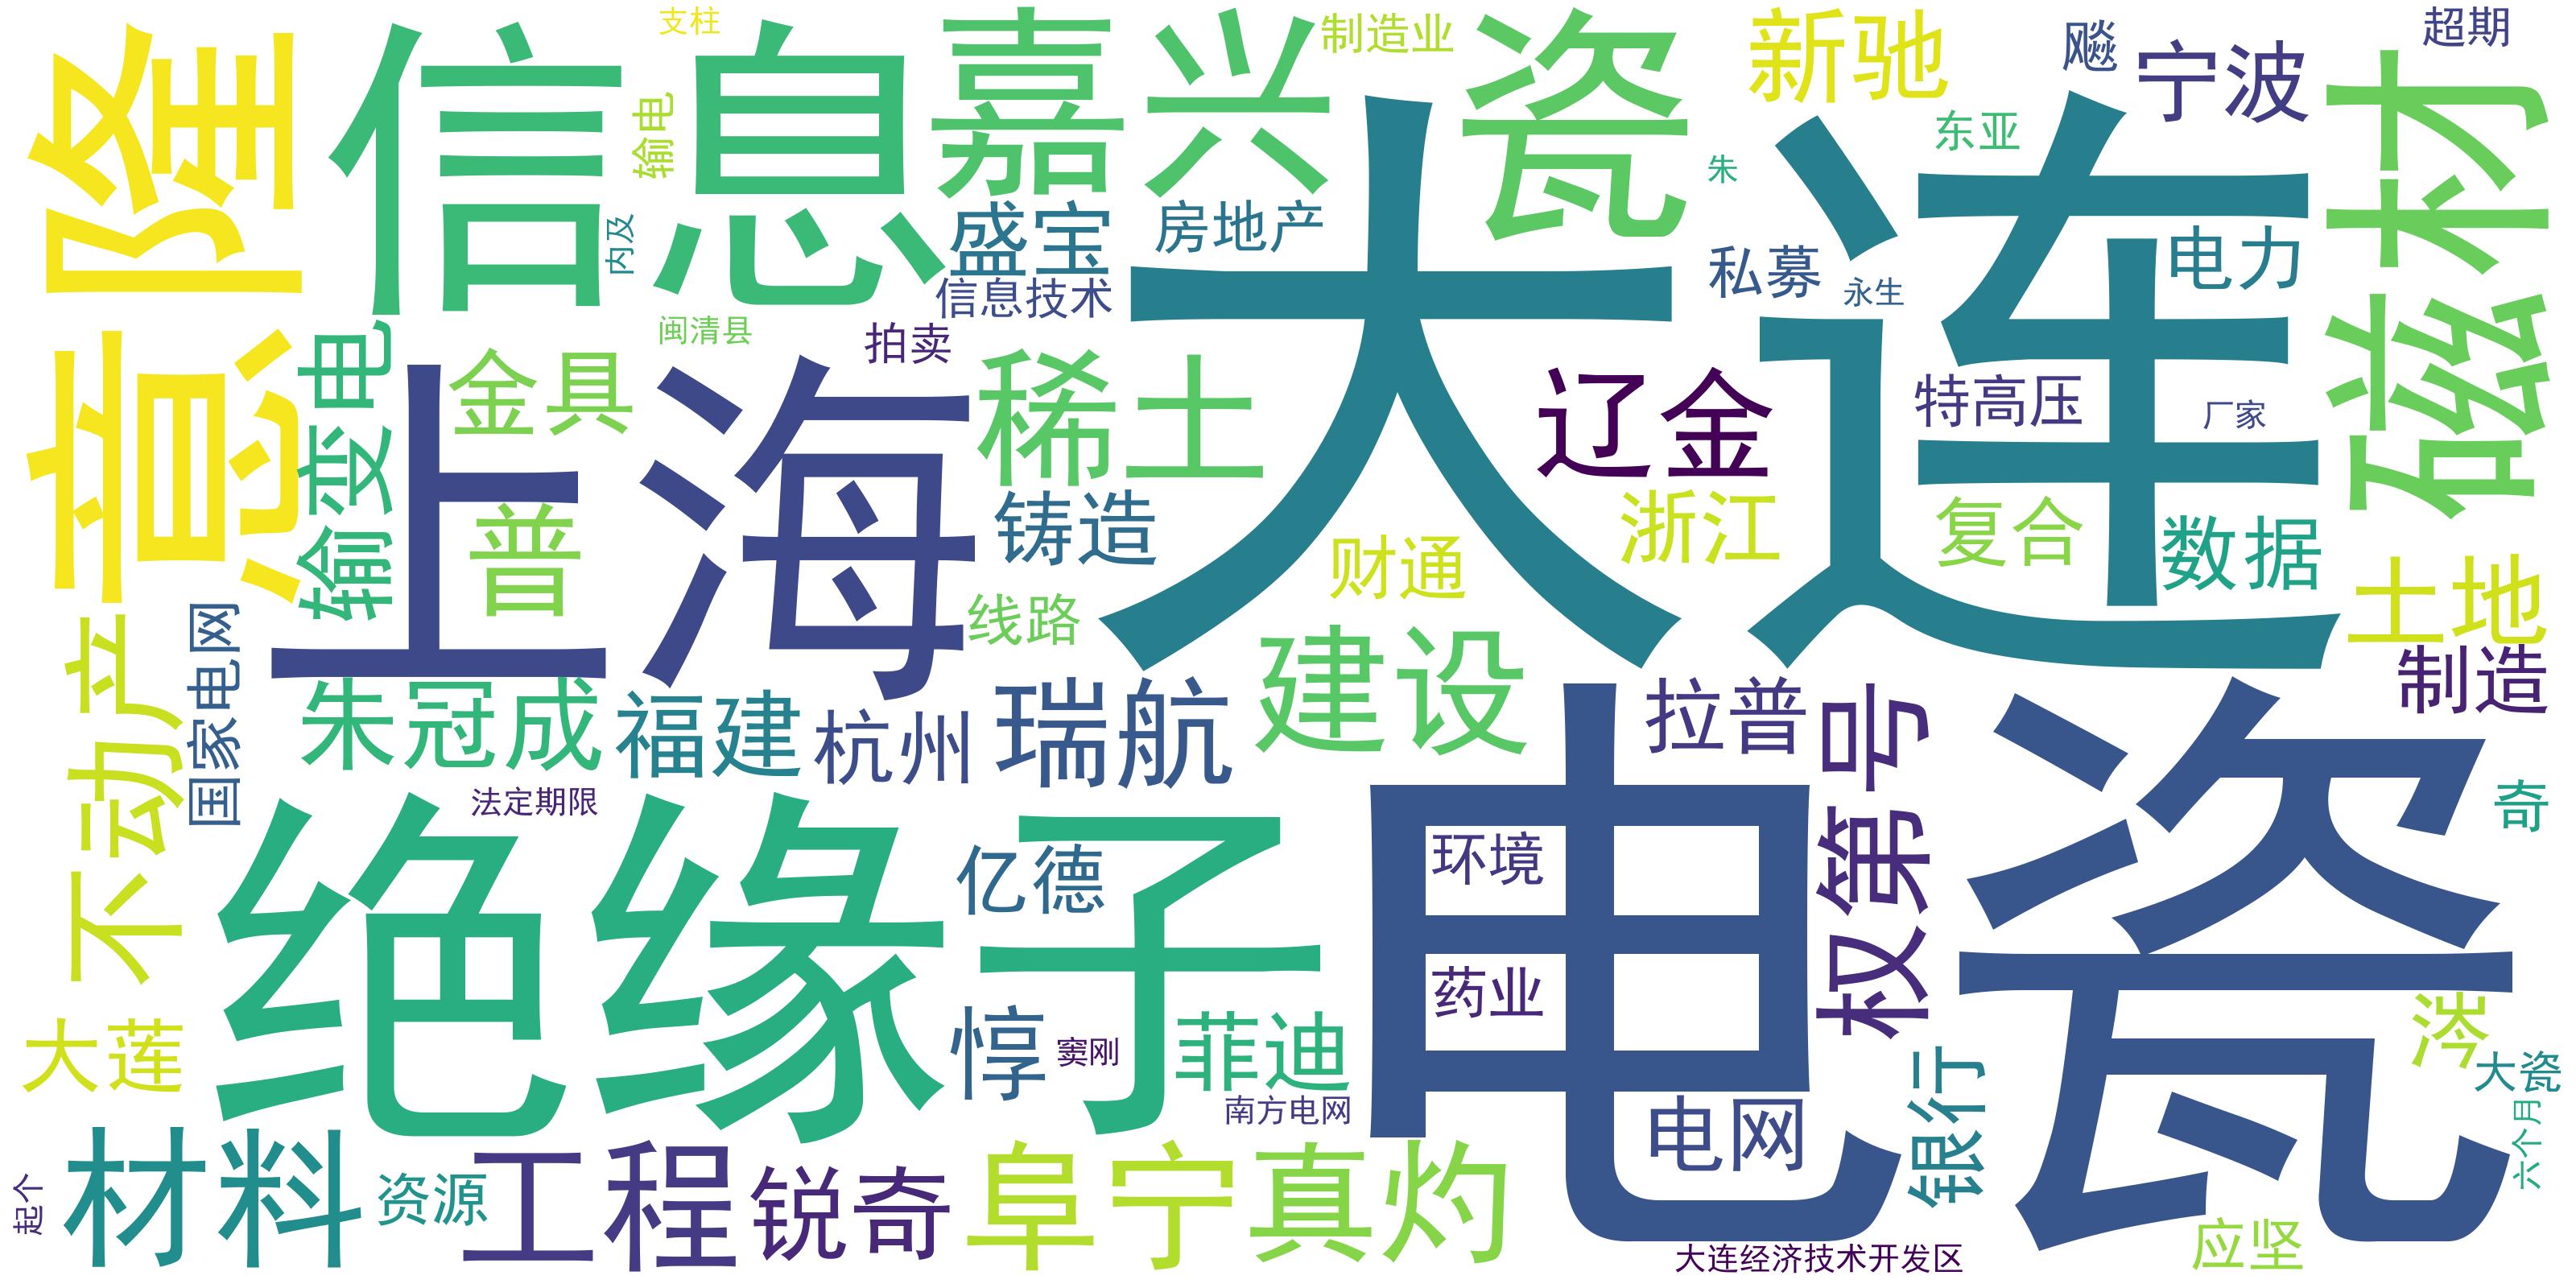 支柱
隆意
信息
嘉兴
制造业
瓷
新驰
飚
宁波
超期
磁材
输电
内及
朱
东亚
盛宝
房地产
信息技术
私募
永生
电力
闽清县
拍卖
大连
输变电
金具
上海
稀土
辽金
特高压
厂家
普
铸造
财通
浙江
复合
数据
土地
线路
国家电网
不动产
建设
制造
朱冠成
福建
杭州
瑞航
拉普
权第号
电瓷
奇
法定期限
绝缘子
亿德
环境
药业
涔
大莲
惇
窦刚
菲迪
大瓷
南方电网
电网
银行
六个月
起个
材料
资源
工程
锐奇
阜宁
真灼
应坚
大连经济技术开发区